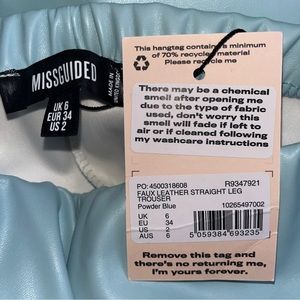 MISSGUIDED
UK 6
EUR 34
US 2
MADE IN
UNITED KINGDOM
This hangtag contains a minimum
of 70% recycled material
Please recycle me
There may be a chemical
smell after opening me
due to the type of fabric
used, don't worry this
smell will fade if left to
air or if cleaned following
my washcare instructions
PO: 4500318608 R9347921
FAUX LEATHER STRAIGHT LEG
TROUSER
Powder Blue 10265497002
UK 6
EU 34
US 2
AUS 6
5 059384 693235
Remove this tag and
there's no returning me,
I'm yours forever.